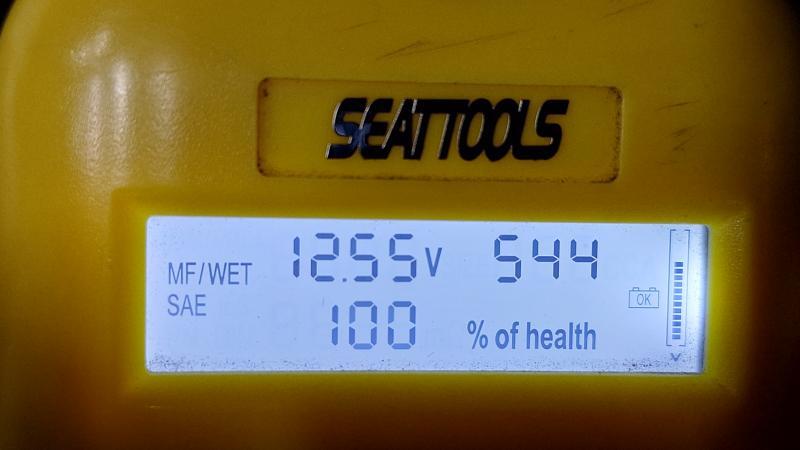 SEATTOOLS
MF/WET 12.55V 544
SAE
OK
100 % of health